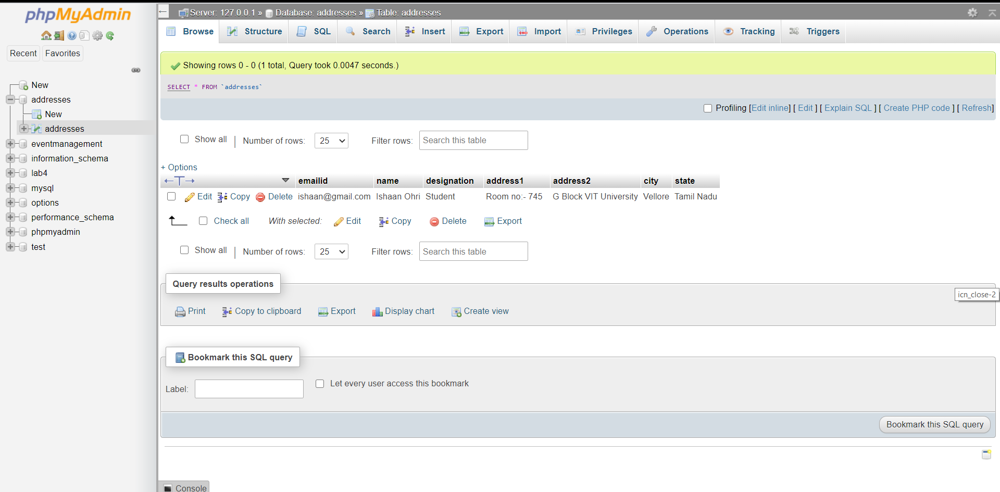 phpMyAdmin
Recent Favorites
New
addresses
New
addresses
eventmanagement
information_schema
lab4
mysql
options
performance_schema
phpmyadmin
test
Server: 127.0.0.1 » Database: addresses » Table: addresses
Browse Structure SQL Search Insert Export Import Privileges Operations Tracking Triggers
Showing rows 0 - 0 (1 total, Query took 0.0047 seconds.)
SELECT * FROM `addresses`
Profiling [Edit inline] [ Edit ] [ Explain SQL ] [ Create PHP code ] [ Refresh]
Show all | Number of rows: 25 Filter rows: Search this table
+ Options
←T→ emailid name designation address1 address2 city state
Edit Copy Delete ishaan@gmail.com Ishaan Ohri Student Room no:- 745 G Block VIT University Vellore Tamil Nadu
Check all With selected: Edit Copy Delete Export
Show all | Number of rows: 25 Filter rows: Search this table
Query results operations
icn_close-2
Print Copy to clipboard Export Display chart Create view
Bookmark this SQL query
Label: Let every user access this bookmark
Bookmark this SQL query
Console